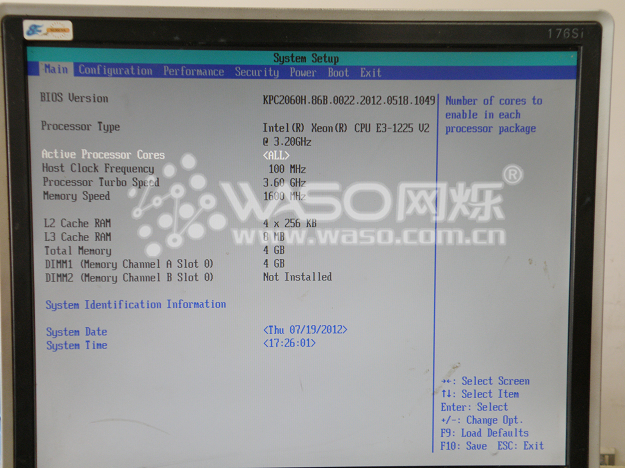 176Si
System Setup
Main Configuration Performance Security Power Boot Exit
BIOS Version KPC2060H.86B.0022.2012.0518.1049
Number of cores to
enable in each
processor package
Processor Type Intel(R) Xeon(R) CPU E3-1225 V2
@ 3.20GHz
Active Processor Cores <ALL>
Host Clock Frequency 100 MHz
Processor Turbo Speed 3.60 GHz
Memory Speed 1600 MHz
WASO网烁®
www.waso.com.cn
L2 Cache RAM 4 x 256 KB
L3 Cache RAM 8 MB
Total Memory 4 GB
DIMM1 (Memory Channel A Slot 0) 4 GB
DIMM2 (Memory Channel B Slot 0) Not Installed
System Identification Information
System Date <Thu 07/19/2012>
System Time <17:26:01>
→←: Select Screen
↑↓: Select Item
Enter: Select
+/-: Change Opt.
F9: Load Defaults
F10: Save ESC: Exit